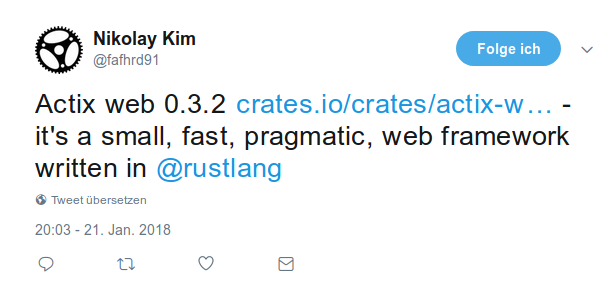 Nikolay Kim
@fafhrd91
Folge ich
Actix web 0.3.2 crates.io/crates/actix-w… -
it's a small, fast, pragmatic, web framework
written in @rustlang
Tweet übersetzen
20:03 - 21. Jan. 2018